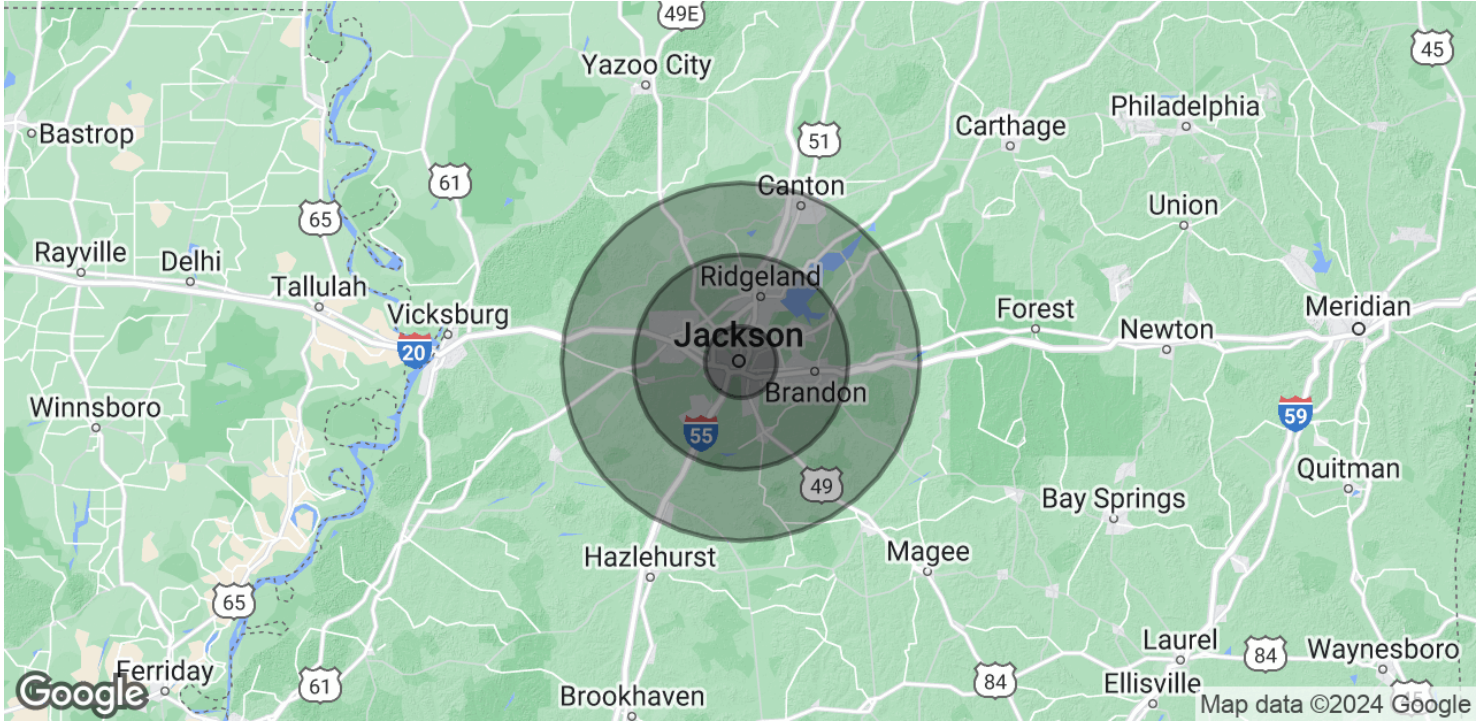 49E
45
Yazoo City
Philadelphia
Carthage
Bastrop
51
61
Canton
65
Union
Rayville
Delhi
Ridgeland
Tallulah
Vicksburg
Forest
Meridian
Jackson
Newton
20
Brandon
Winnsboro
59
55
Quitman
49
Bay Springs
Hazlehurst
Magee
65
Laurel
84
Waynesboro
Ferriday
61
84
Ellisville
45
Google
Brookhaven
Map data ©2024 Google